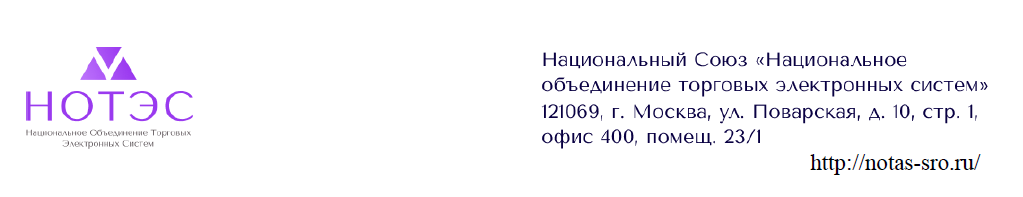 НОТЭС
Национальное Объединение Торговых
Электронных Систем
Национальный Союз «Национальное
объединение торговых электронных систем»
121069, г. Москва, ул. Поварская, д. 10, стр. 1,
офис 400, помещ. 23/1
http://notas-sro.ru/